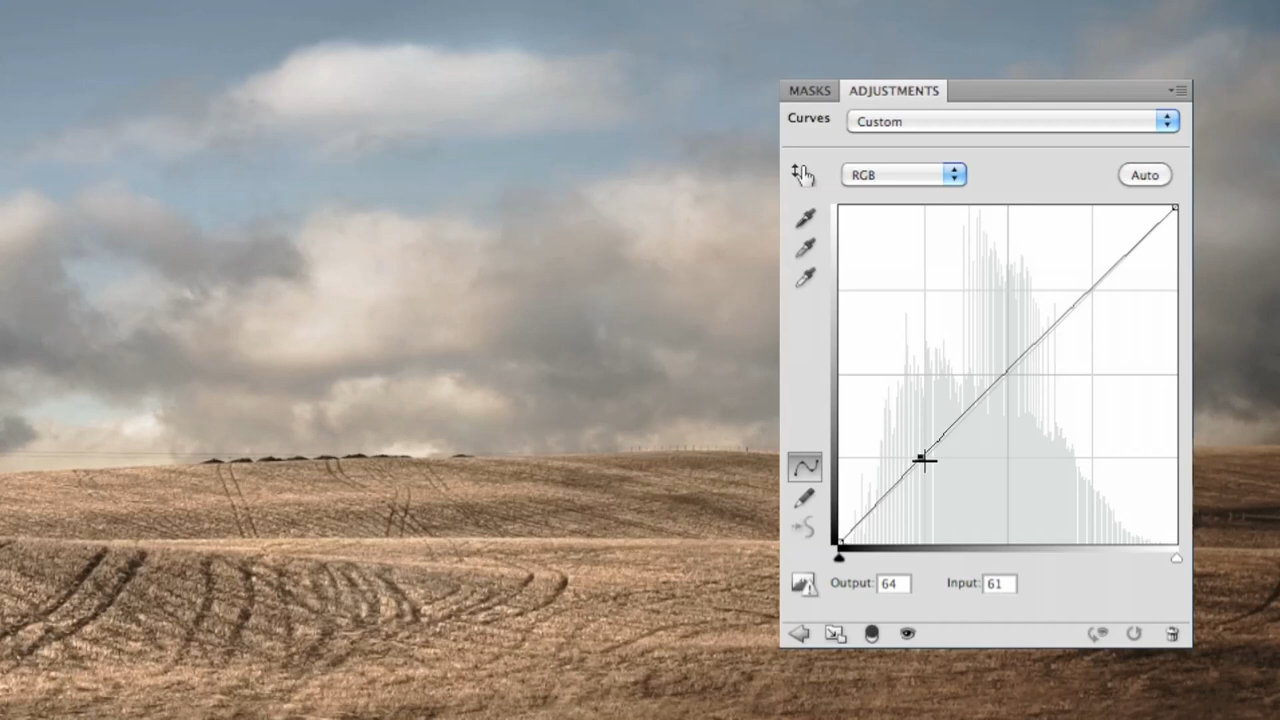 MASKS ADJUSTMENTS
Curves Custom
RGB Auto
Output: 64 Input: 61